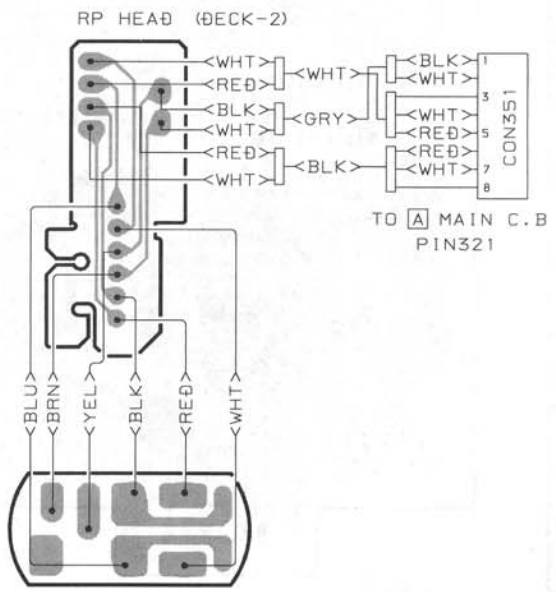 RP HEAD (DECK-2)
<WHT>
<RED>
<BLK>
<WHT>
<RED>
<WHT>
<WHT>
<GRY>
<BLK>
<BLK>
<WHT>
<WHT>
<RED>
<RED>
<WHT>
1
3
5
7
8
CON351
TO A MAIN C.B
PIN321
<BLU>
<BRN>
<YEL>
<BLK>
<RED>
<WHT>